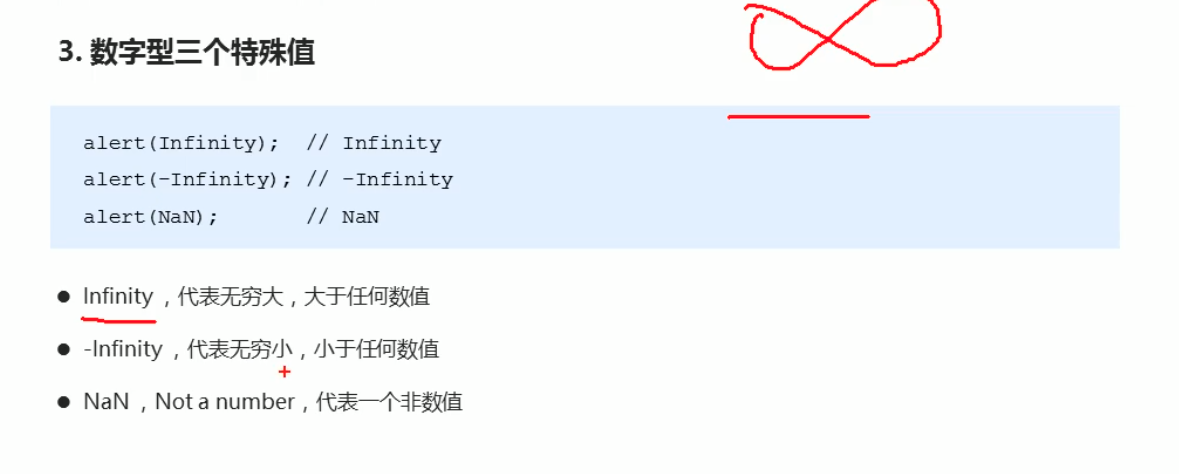 3. 数字型三个特殊值
alert(Infinity);  // Infinity
alert(-Infinity); // -Infinity
alert(NaN);       // NaN
● Infinity ，代表无穷大，大于任何数值
● -Infinity ，代表无穷小，小于任何数值
● NaN ，Not a number，代表一个非数值